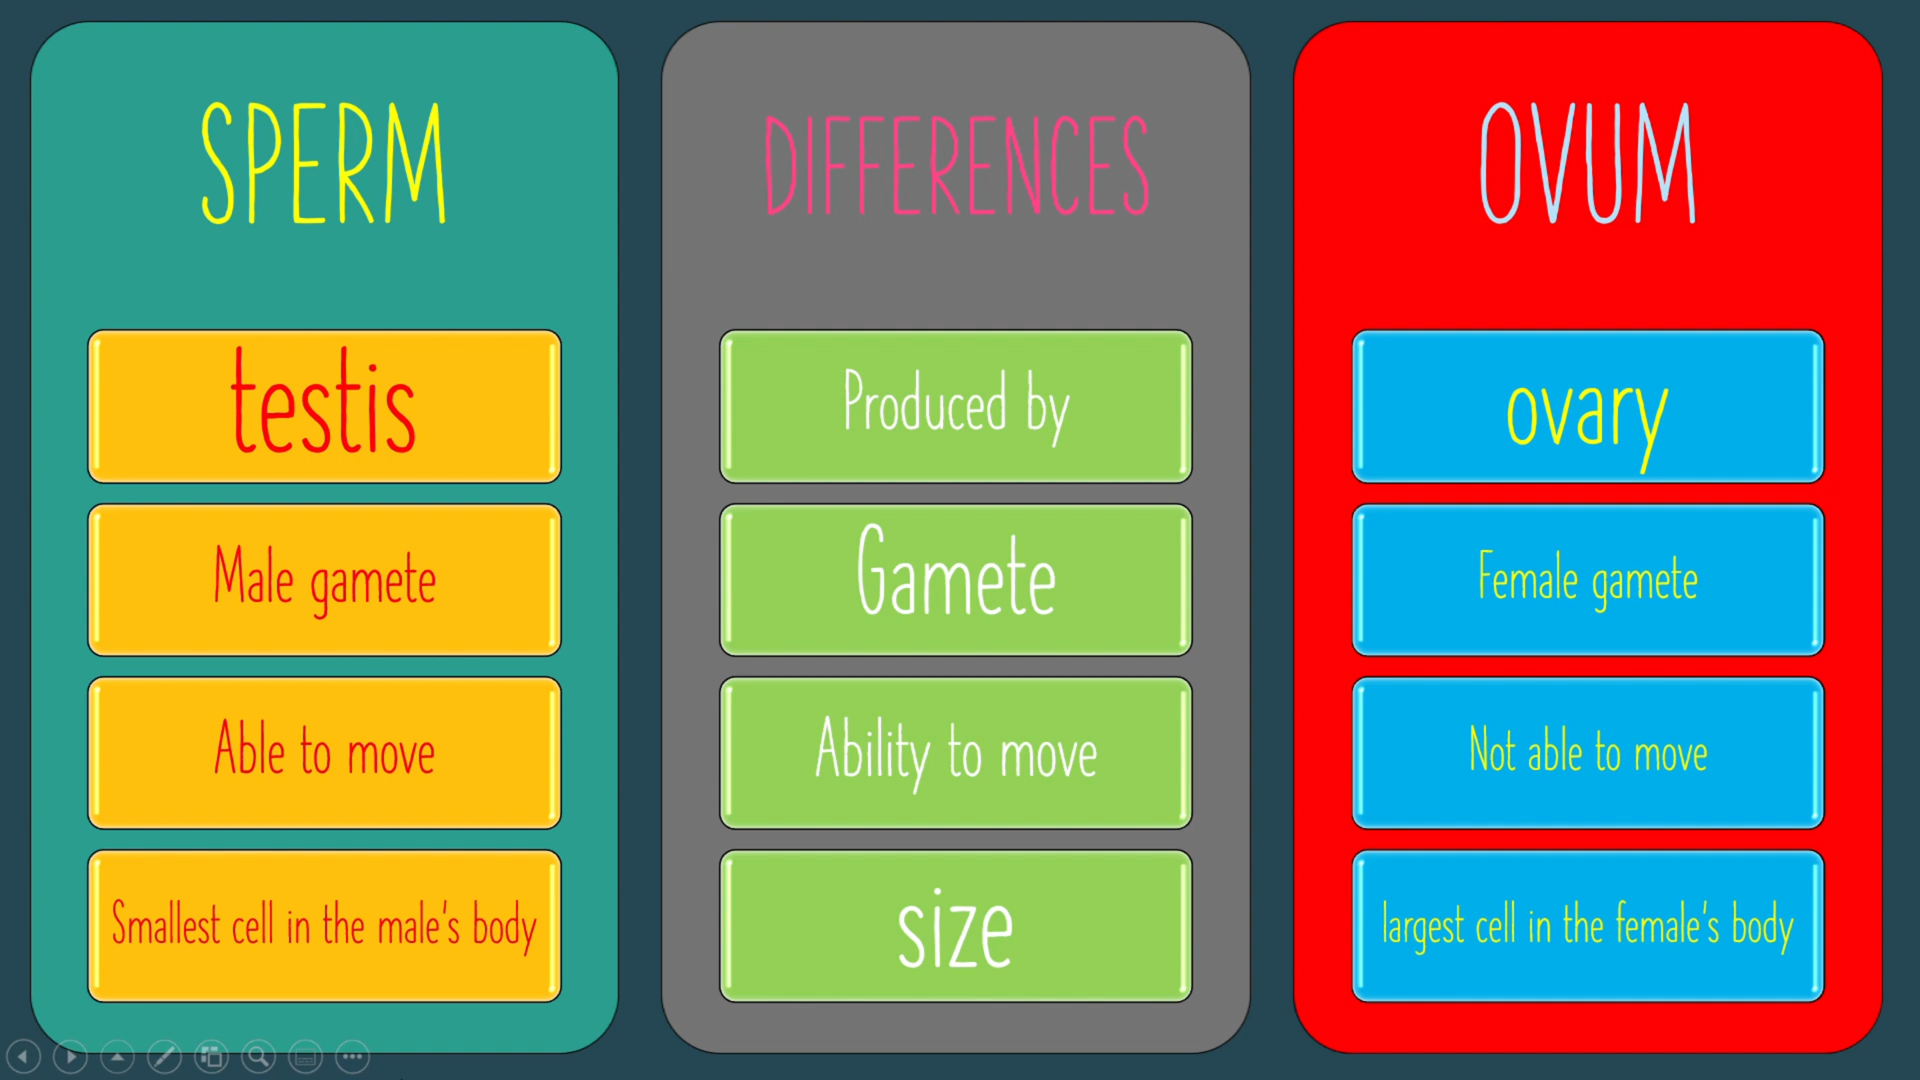 SPERM
testis
Male gamete
Able to move
Smallest cell in the male's body
DIFFERENCES
Produced by
Gamete
Ability to move
size
OVUM
ovary
Female gamete
Not able to move
largest cell in the female's body